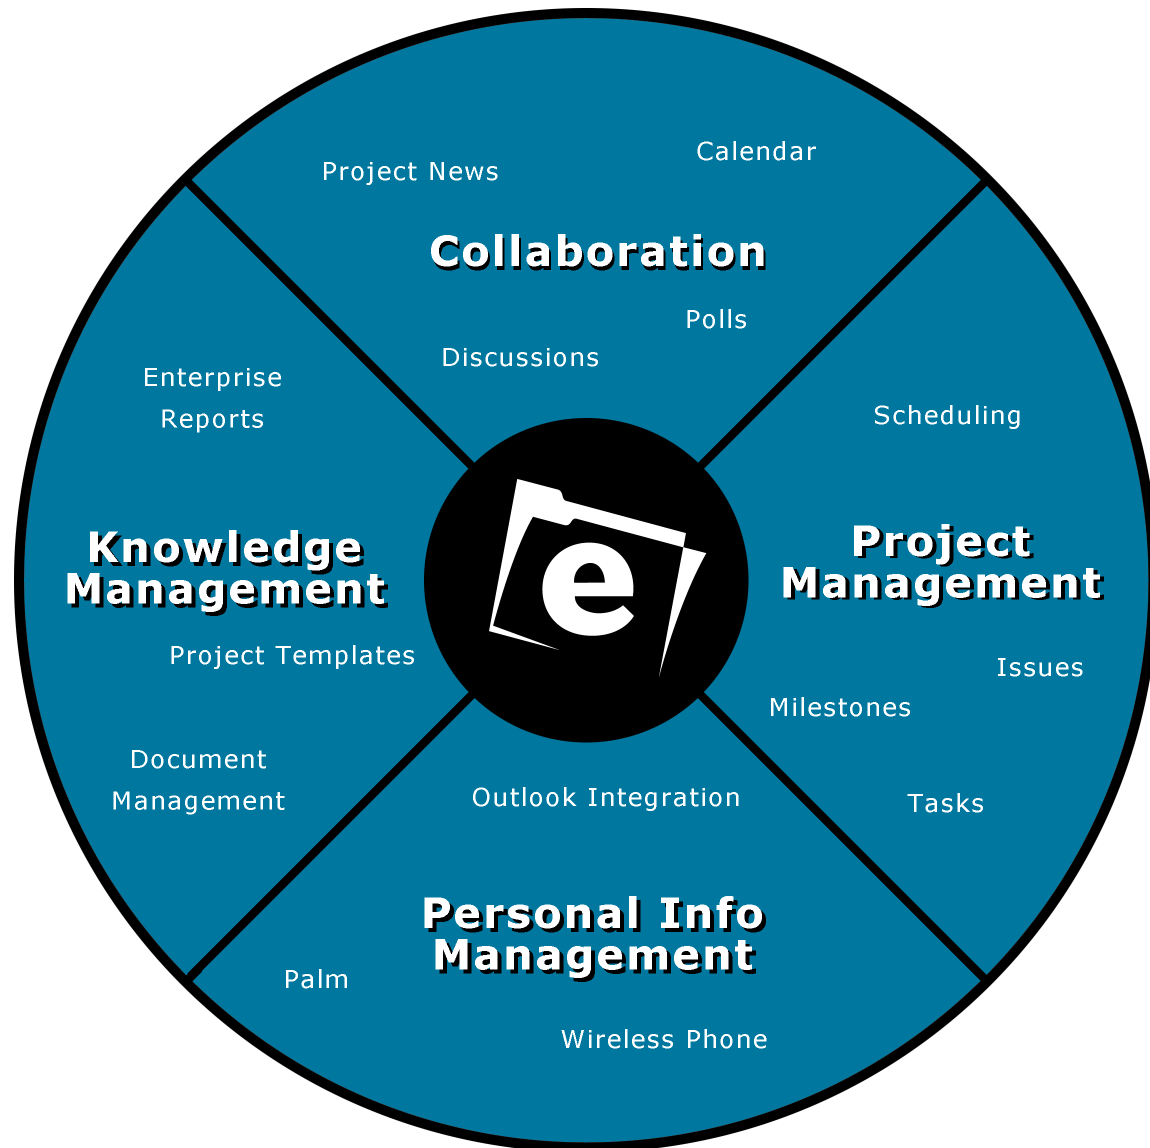 Calendar
Project News
Collaboration
Polls
Discussions
Enterprise
Reports
Scheduling
Knowledge
Management
e
Project
Management
Project Templates
Issues
Milestones
Document
Management
Outlook Integration
Tasks
Personal Info
Management
Palm
Wireless Phone